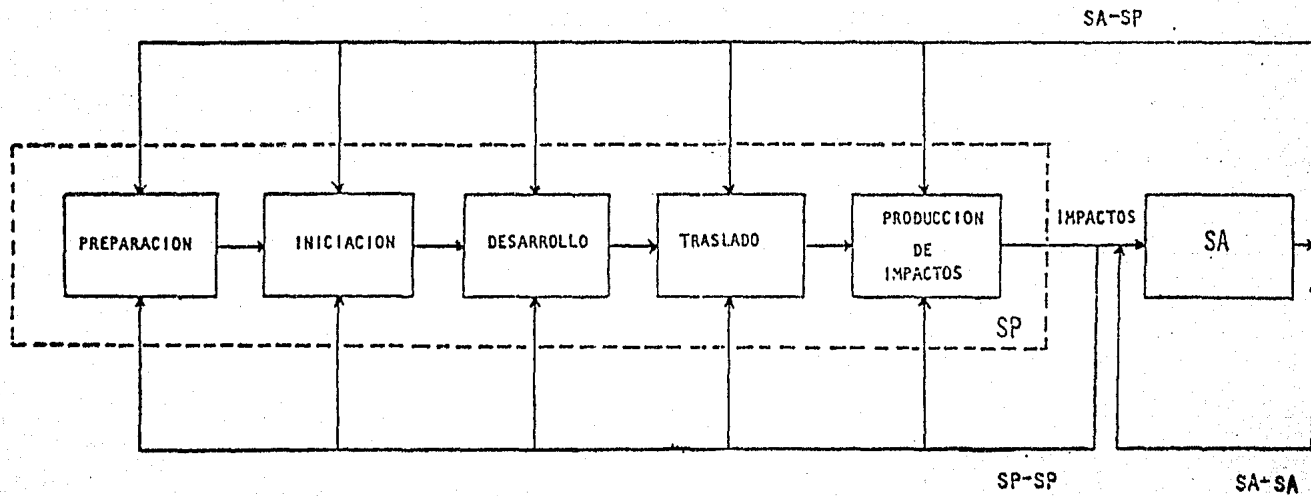 SA-SP
PREPARACION
INICIACION
DESARROLLO
TRASLADO
PRODUCCION
DE
IMPACTOS
IMPACTOS
SA
SP
SP-SP
SA-SA